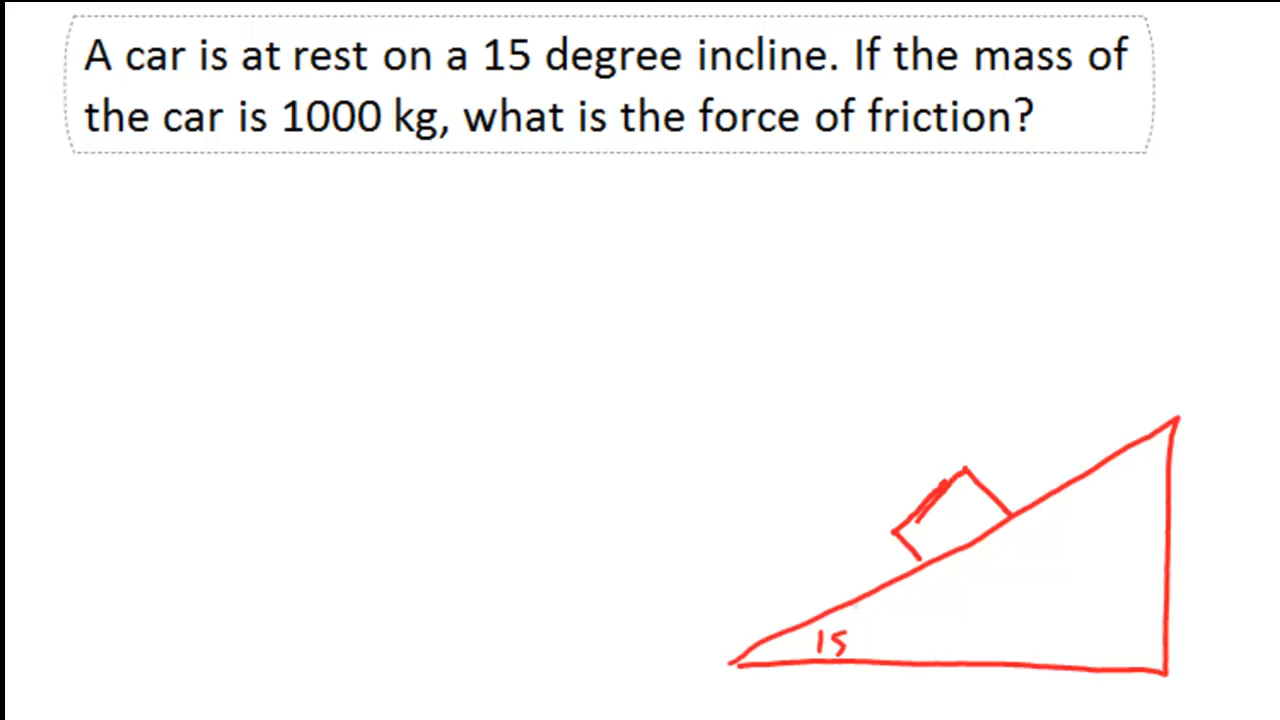 A car is at rest on a 15 degree incline. If the mass of
the car is 1000 kg, what is the force of friction?
15